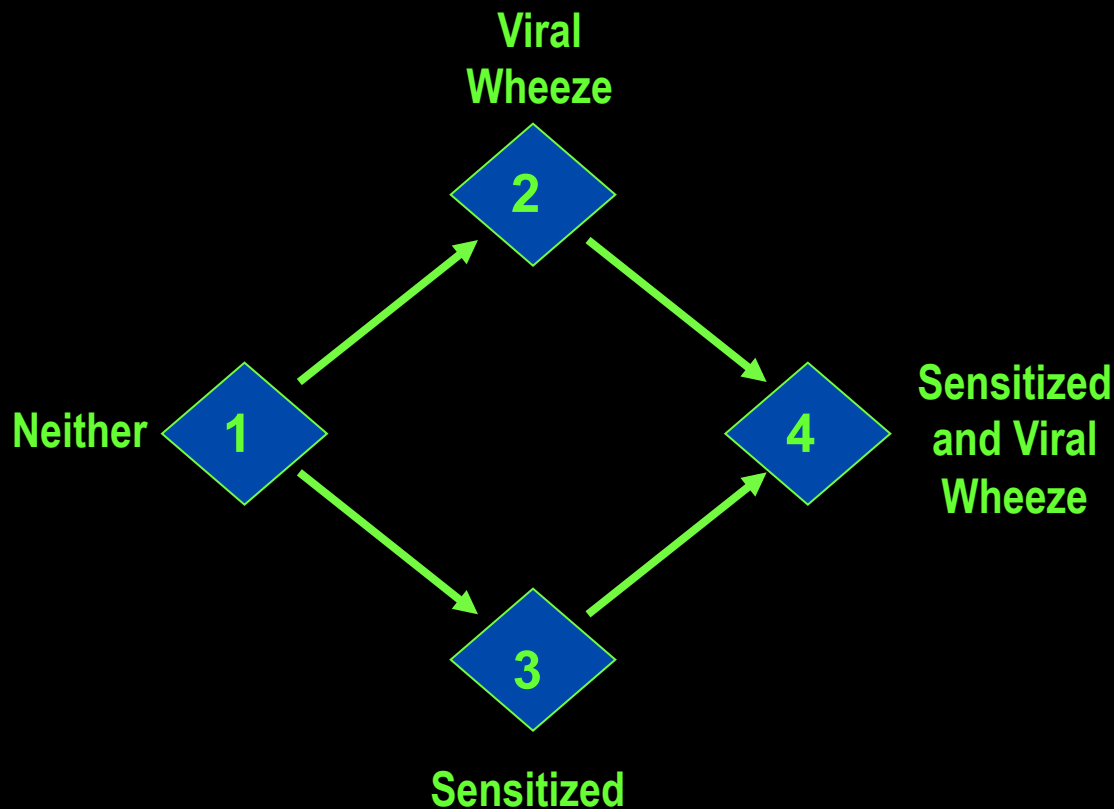 Viral
Wheeze
2
Neither
1
4
Sensitized
and Viral
Wheeze
3
Sensitized